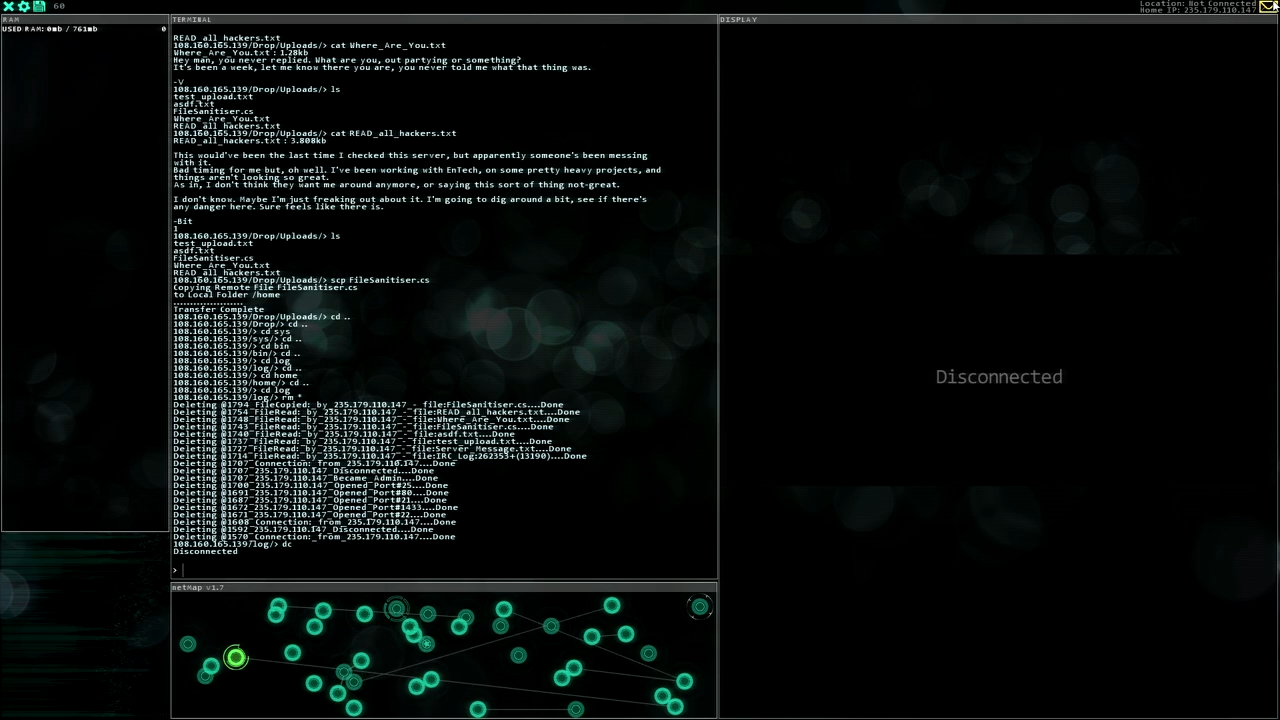 60
Location: Not Connected
Home IP: 235.179.110.147
RAM
USED RAM: 0mb / 761mb
0
TERMINAL
READ_all_hackers.txt
108.160.165.139/Drop/Uploads/> cat Where_Are_You.txt
Where_Are_You.txt : 1.28kb
Hey man, you never replied. What are you, out partying or something?
It's been a week, let me know there you are, you never told me what that thing was.
-V
108.160.165.139/Drop/Uploads/> ls
test_upload.txt
asdf.txt
FileSanitiser.cs
Where_Are_You.txt
READ_all_hackers.txt
108.160.165.139/Drop/Uploads/> cat READ_all_hackers.txt
READ_all_hackers.txt : 3.808kb
This would've been the last time I checked this server, but apparently someone's been messing
with it.
Bad timing for me but, oh well. I've been working with EnTech, on some pretty heavy projects, and
things aren't looking so great.
As in, I don't think they want me around anymore, or saying this sort of thing not-great.
I don't know. Maybe I'm just freaking out about it. I'm going to dig around a bit, see if there's
any danger here. Sure feels like there is.
-Bit
1
108.160.165.139/Drop/Uploads/> ls
test_upload.txt
asdf.txt
FileSanitiser.cs
Where_Are_You.txt
READ_all_hackers.txt
108.160.165.139/Drop/Uploads/> scp FileSanitiser.cs
Copying Remote File FileSanitiser.cs
to Local Folder /home
.....................
Transfer Complete
108.160.165.139/Drop/Uploads/> cd ..
108.160.165.139/Drop/> cd ..
108.160.165.139/> cd sys
108.160.165.139/sys/> cd ..
108.160.165.139/> cd bin
108.160.165.139/bin/> cd ..
108.160.165.139/> cd log
108.160.165.139/log/> cd ..
108.160.165.139/> cd home
108.160.165.139/home/> cd ..
108.160.165.139/> cd log
108.160.165.139/log/> rm *
Deleting @1794_FileCopied:_by_235.179.110.147_-_file:FileSanitiser.cs....Done
Deleting @1754_FileRead:_by_235.179.110.147_-_file:READ_all_hackers.txt....Done
Deleting @1748_FileRead:_by_235.179.110.147_-_file:Where_Are_You.txt....Done
Deleting @1743_FileRead:_by_235.179.110.147_-_file:FileSanitiser.cs....Done
Deleting @1740_FileRead:_by_235.179.110.147_-_file:asdf.txt....Done
Deleting @1737_FileRead:_by_235.179.110.147_-_file:test_upload.txt....Done
Deleting @1727_FileRead:_by_235.179.110.147_-_file:Server_Message.txt....Done
Deleting @1714_FileRead:_by_235.179.110.147_-_file:IRC_Log:262353+(13190)....Done
Deleting @1707_Connection:_from_235.179.110.147....Done
Deleting @1707_235.179.110.147_Disconnected....Done
Deleting @1707_235.179.110.147_Became_Admin....Done
Deleting @1700_235.179.110.147_Opened_Port#25....Done
Deleting @1691_235.179.110.147_Opened_Port#80....Done
Deleting @1687_235.179.110.147_Opened_Port#21....Done
Deleting @1672_235.179.110.147_Opened_Port#1433....Done
Deleting @1671_235.179.110.147_Opened_Port#22....Done
Deleting @1608_Connection:_from_235.179.110.147....Done
Deleting @1592_235.179.110.147_Disconnected....Done
Deleting @1570_Connection:_from_235.179.110.147....Done
108.160.165.139/log/> dc
Disconnected
>
netMap v1.7
DISPLAY
Disconnected